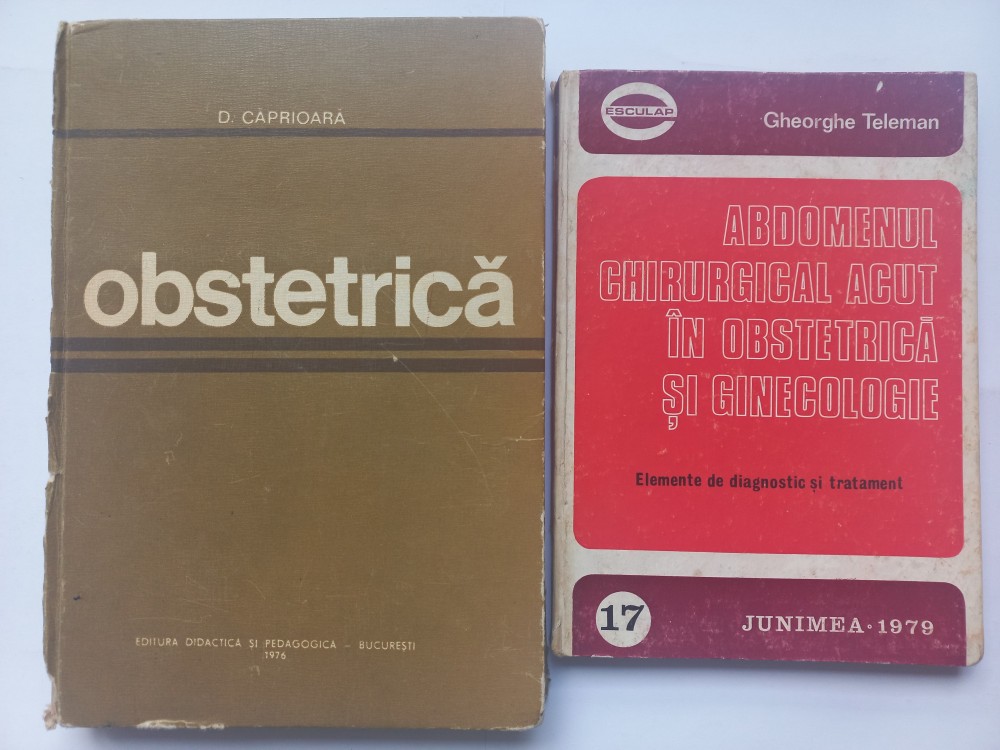 D. CĂPRIOARĂ
obstetrică
EDITURA DIDACTICĂ ȘI PEDAGOGICA – BUCUREȘTI
1976
ESCULAP
Gheorghe Teleman
ABDOMENUL
CHIRURGICAL ACUT
ÎN OBSTETRICĂ
ȘI GINECOLOGIE
Elemente de diagnostic și tratament
17
JUNIMEA • 1979